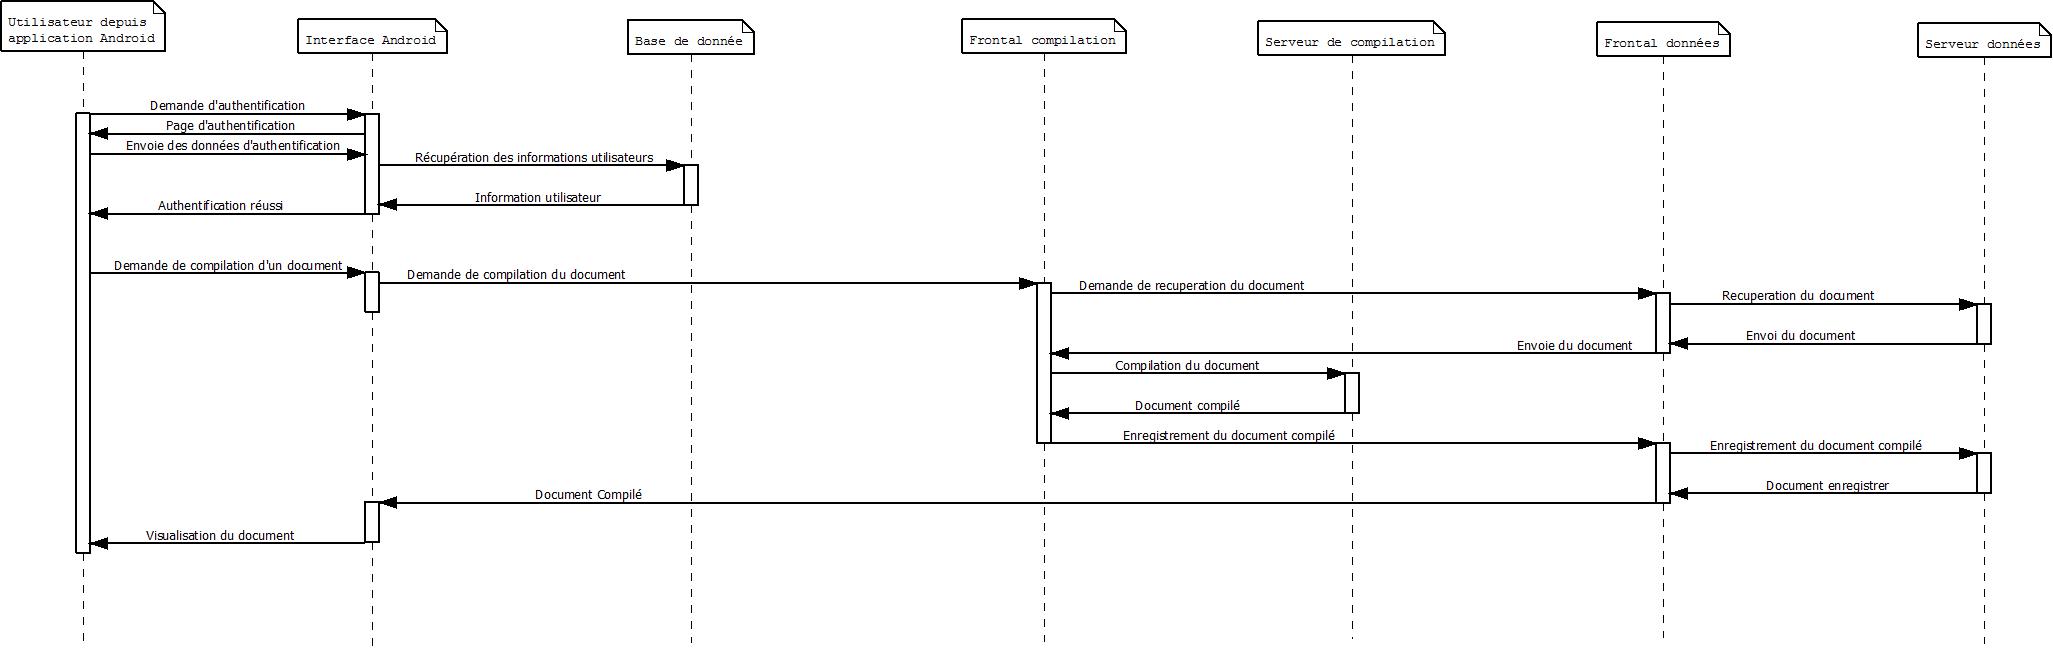 Utilisateur depuis
application Android
Interface Android
Base de donnée
Frontal compilation
Serveur de compilation
Frontal données
Serveur données
Demande d'authentification
Page d'authentification
Envoie des données d'authentification
Récupération des informations utilisateurs
Information utilisateur
Authentification réussi
Demande de compilation d'un document
Demande de compilation du document
Demande de recuperation du document
Recuperation du document
Envoi du document
Envoie du document
Compilation du document
Document compilé
Enregistrement du document compilé
Enregistrement du document compilé
Document enregistrer
Document Compilé
Visualisation du document